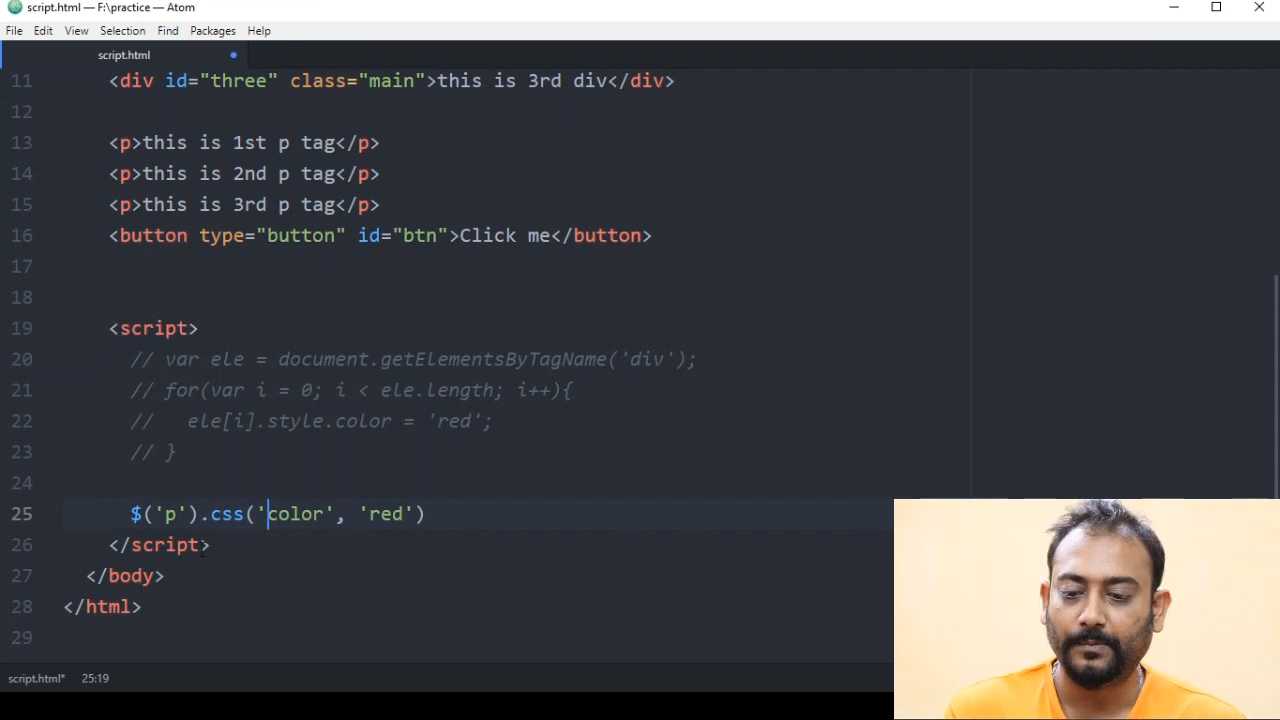 script.html — F:\practice — Atom
File Edit View Selection Find Packages Help
script.html
11 <div id="three" class="main">this is 3rd div</div>
12
13 <p>this is 1st p tag</p>
14 <p>this is 2nd p tag</p>
15 <p>this is 3rd p tag</p>
16 <button type="button" id="btn">Click me</button>
17
18
19 <script>
20 // var ele = document.getElementsByTagName('div');
21 // for(var i = 0; i < ele.length; i++){
22 //   ele[i].style.color = 'red';
23 // }
24
25 $('p').css('color', 'red')
26 </script>
27 </body>
28 </html>
29
script.html* 25:19